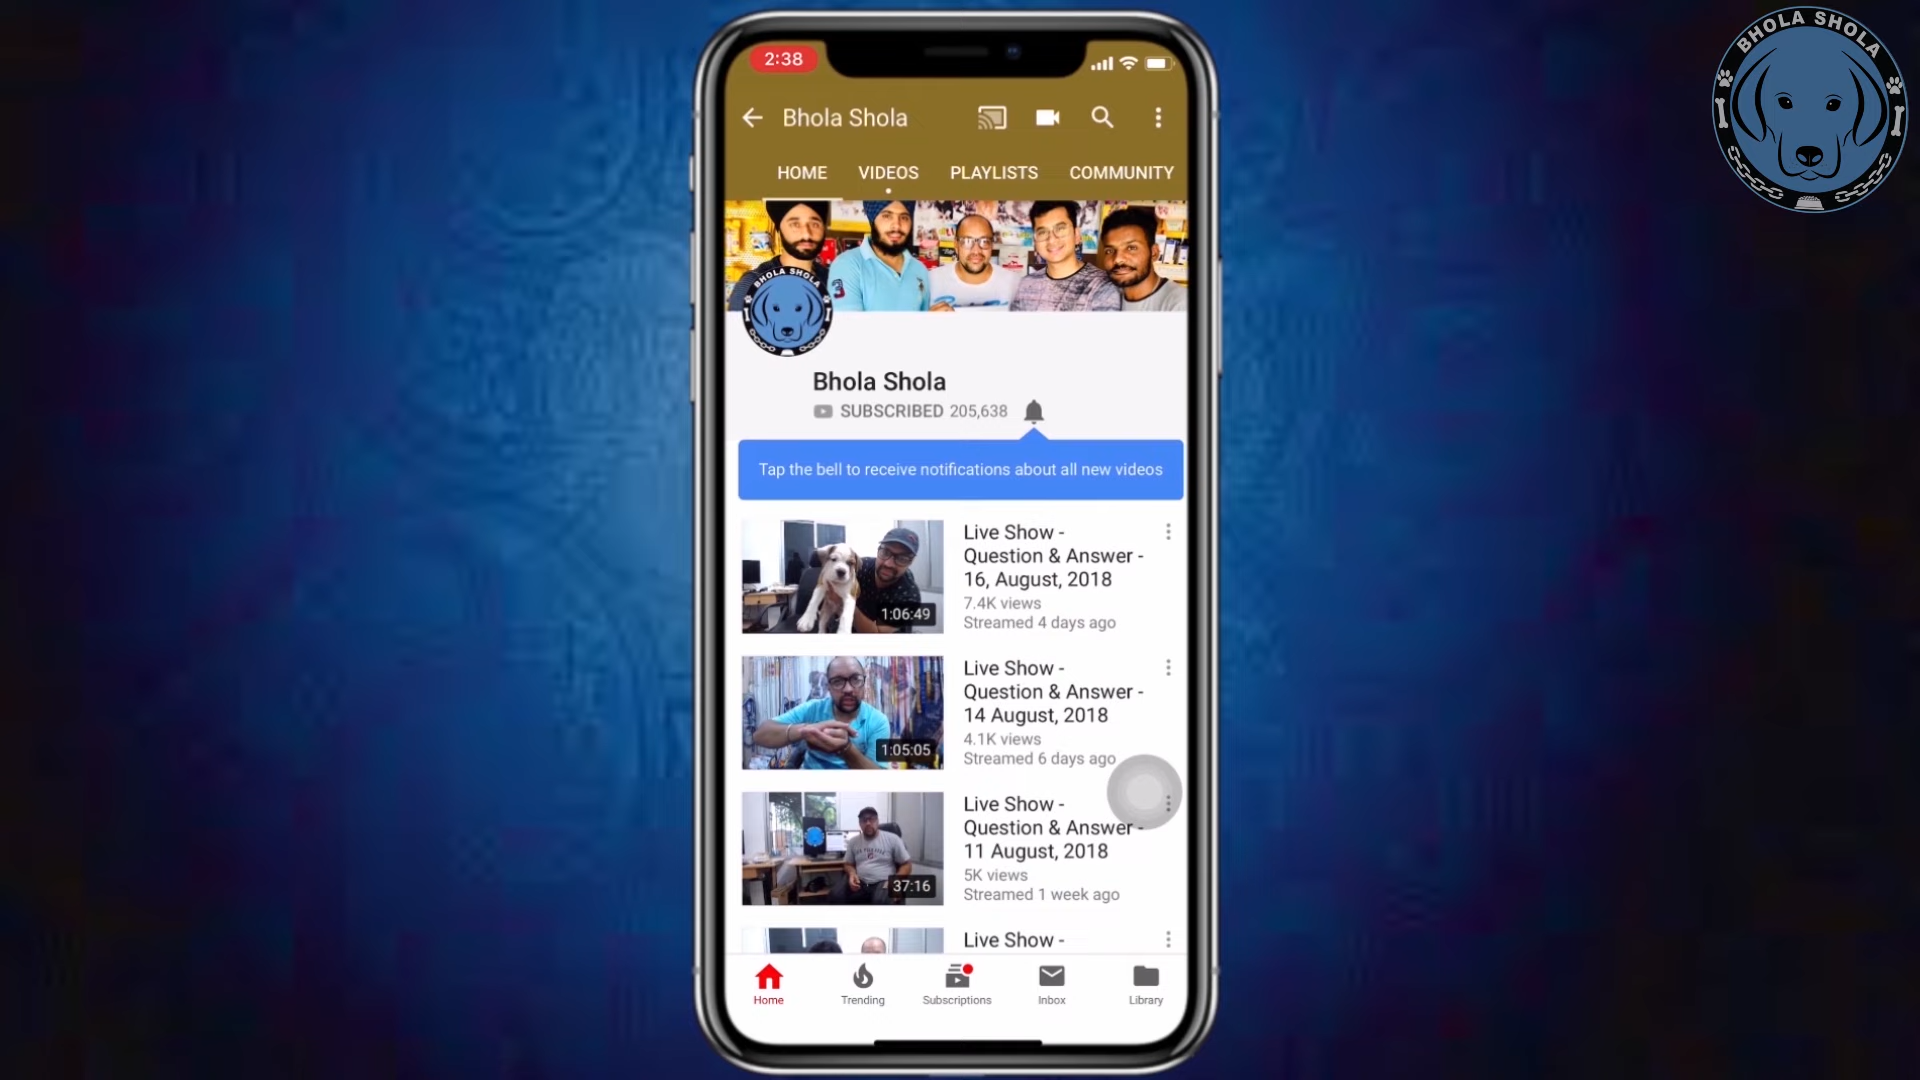 BHOLA SHOLA
2:38
Bhola Shola
HOME VIDEOS PLAYLISTS COMMUNITY
3
BHOLA SHOLA
Bhola Shola
SUBSCRIBED 205,638
Tap the bell to receive notifications about all new videos
Live Show -
Question & Answer -
16, August, 2018
7.4K views
Streamed 4 days ago
1:06:49
Live Show -
Question & Answer -
14 August, 2018
4.1K views
Streamed 6 days ago
1:05:05
Live Show -
Question & Answer -
11 August, 2018
5K views
Streamed 1 week ago
37:16
Live Show -
Home Trending Subscriptions Inbox Library